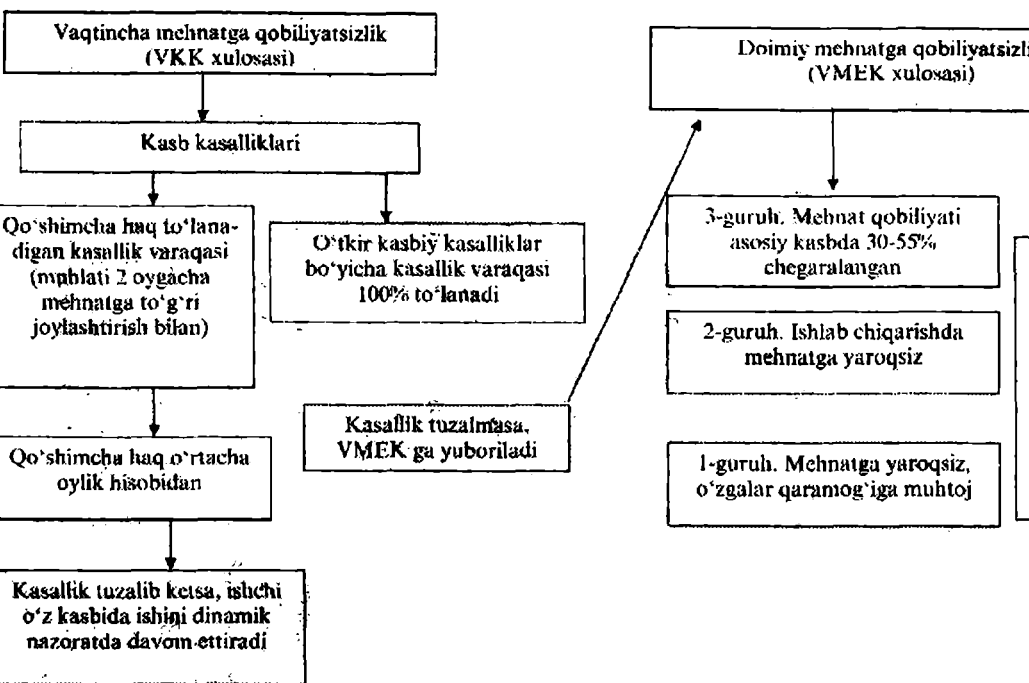 Vaqtincha mehnatga qobiliyatsizlik
(VKK xulosasi)
Kasb kasalliklari
Qo‘shimcha haq to‘lana-
digan kasallik varaqasi
(muhlati 2 oygacha
mehnatga to‘g‘ri
joylashtirish bilan)
O‘tkir kasbiy kasalliklar
bo‘yicha kasallik varaqasi
100% to‘lanadi
Qo‘shimcha haq o‘rtacha
oylik hisobidan
Kasallik tuzalib ketsa, ishchi
o‘z kasbida ishini dinamik
nazoratda davom ettiradi
Kasallik tuzalmasa,
VMEK ga yuboriladi
Doimiy mehnatga qobiliyatsizli
(VMEK xulosasi)
3-guruh. Mehnat qobiliyati
asosiy kasbda 30-55%
chegaralangan
2-guruh. Ishlab chiqarishda
mehnatga yaroqsiz
1-guruh. Mehnatga yaroqsiz,
o‘zgalar qaramog‘iga muhtoj